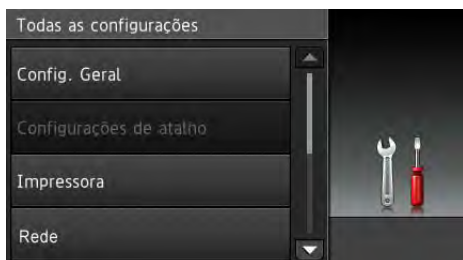 Todas as configurações
Config. Geral
Configurações de atalho
Impressora
Rede